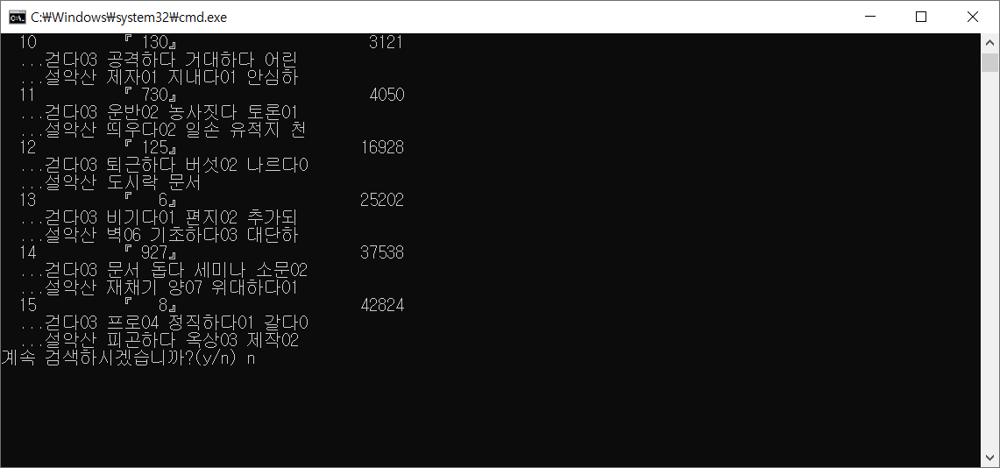 C:₩Windows₩system32₩cmd.exe
10 『 130』 3121
...걷다03 공격하다 거대하다 어린
...설악산 제자01 지내다01 안심하
11 『 730』 4050
...걷다03 운반02 농사짓다 토론01
...설악산 띄우다02 일손 유적지 천
12 『 125』 16928
...걷다03 퇴근하다 버섯02 나르다0
...설악산 도시락 문서
13 『 6』 25202
...걷다03 비기다01 편지02 추가되
...설악산 벽06 기초하다03 대단하
14 『 927』 37538
...걷다03 문서 돕다 세미나 소문02
...설악산 재채기 양07 위대하다01
15 『 8』 42824
...걷다03 프로04 정직하다01 갈다0
...설악산 피곤하다 옥상03 제작02
계속 검색하시겠습니까?(y/n) n